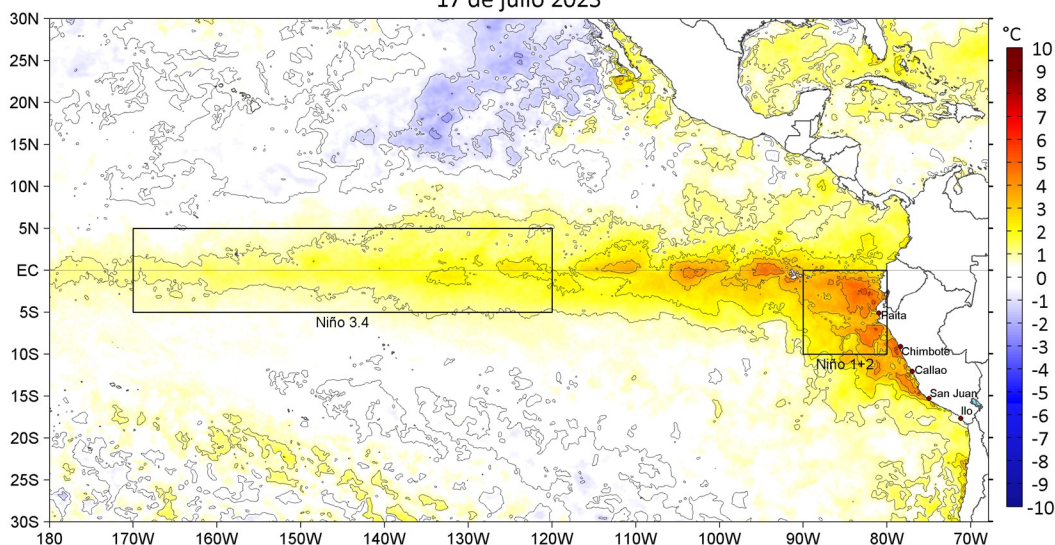 17 de julio 2023
°C
30N
25N
20N
15N
10N
5N
EC
5S
10S
15S
20S
25S
30S
180
170W
160W
150W
140W
130W
120W
110W
100W
90W
80W
70W
Niño 3.4
Niño 1+2
Paita
Chimbote
Callao
San Juan
Ilo
10
9
8
7
6
5
4
3
2
1
0
-1
-2
-3
-4
-5
-6
-7
-8
-9
-10